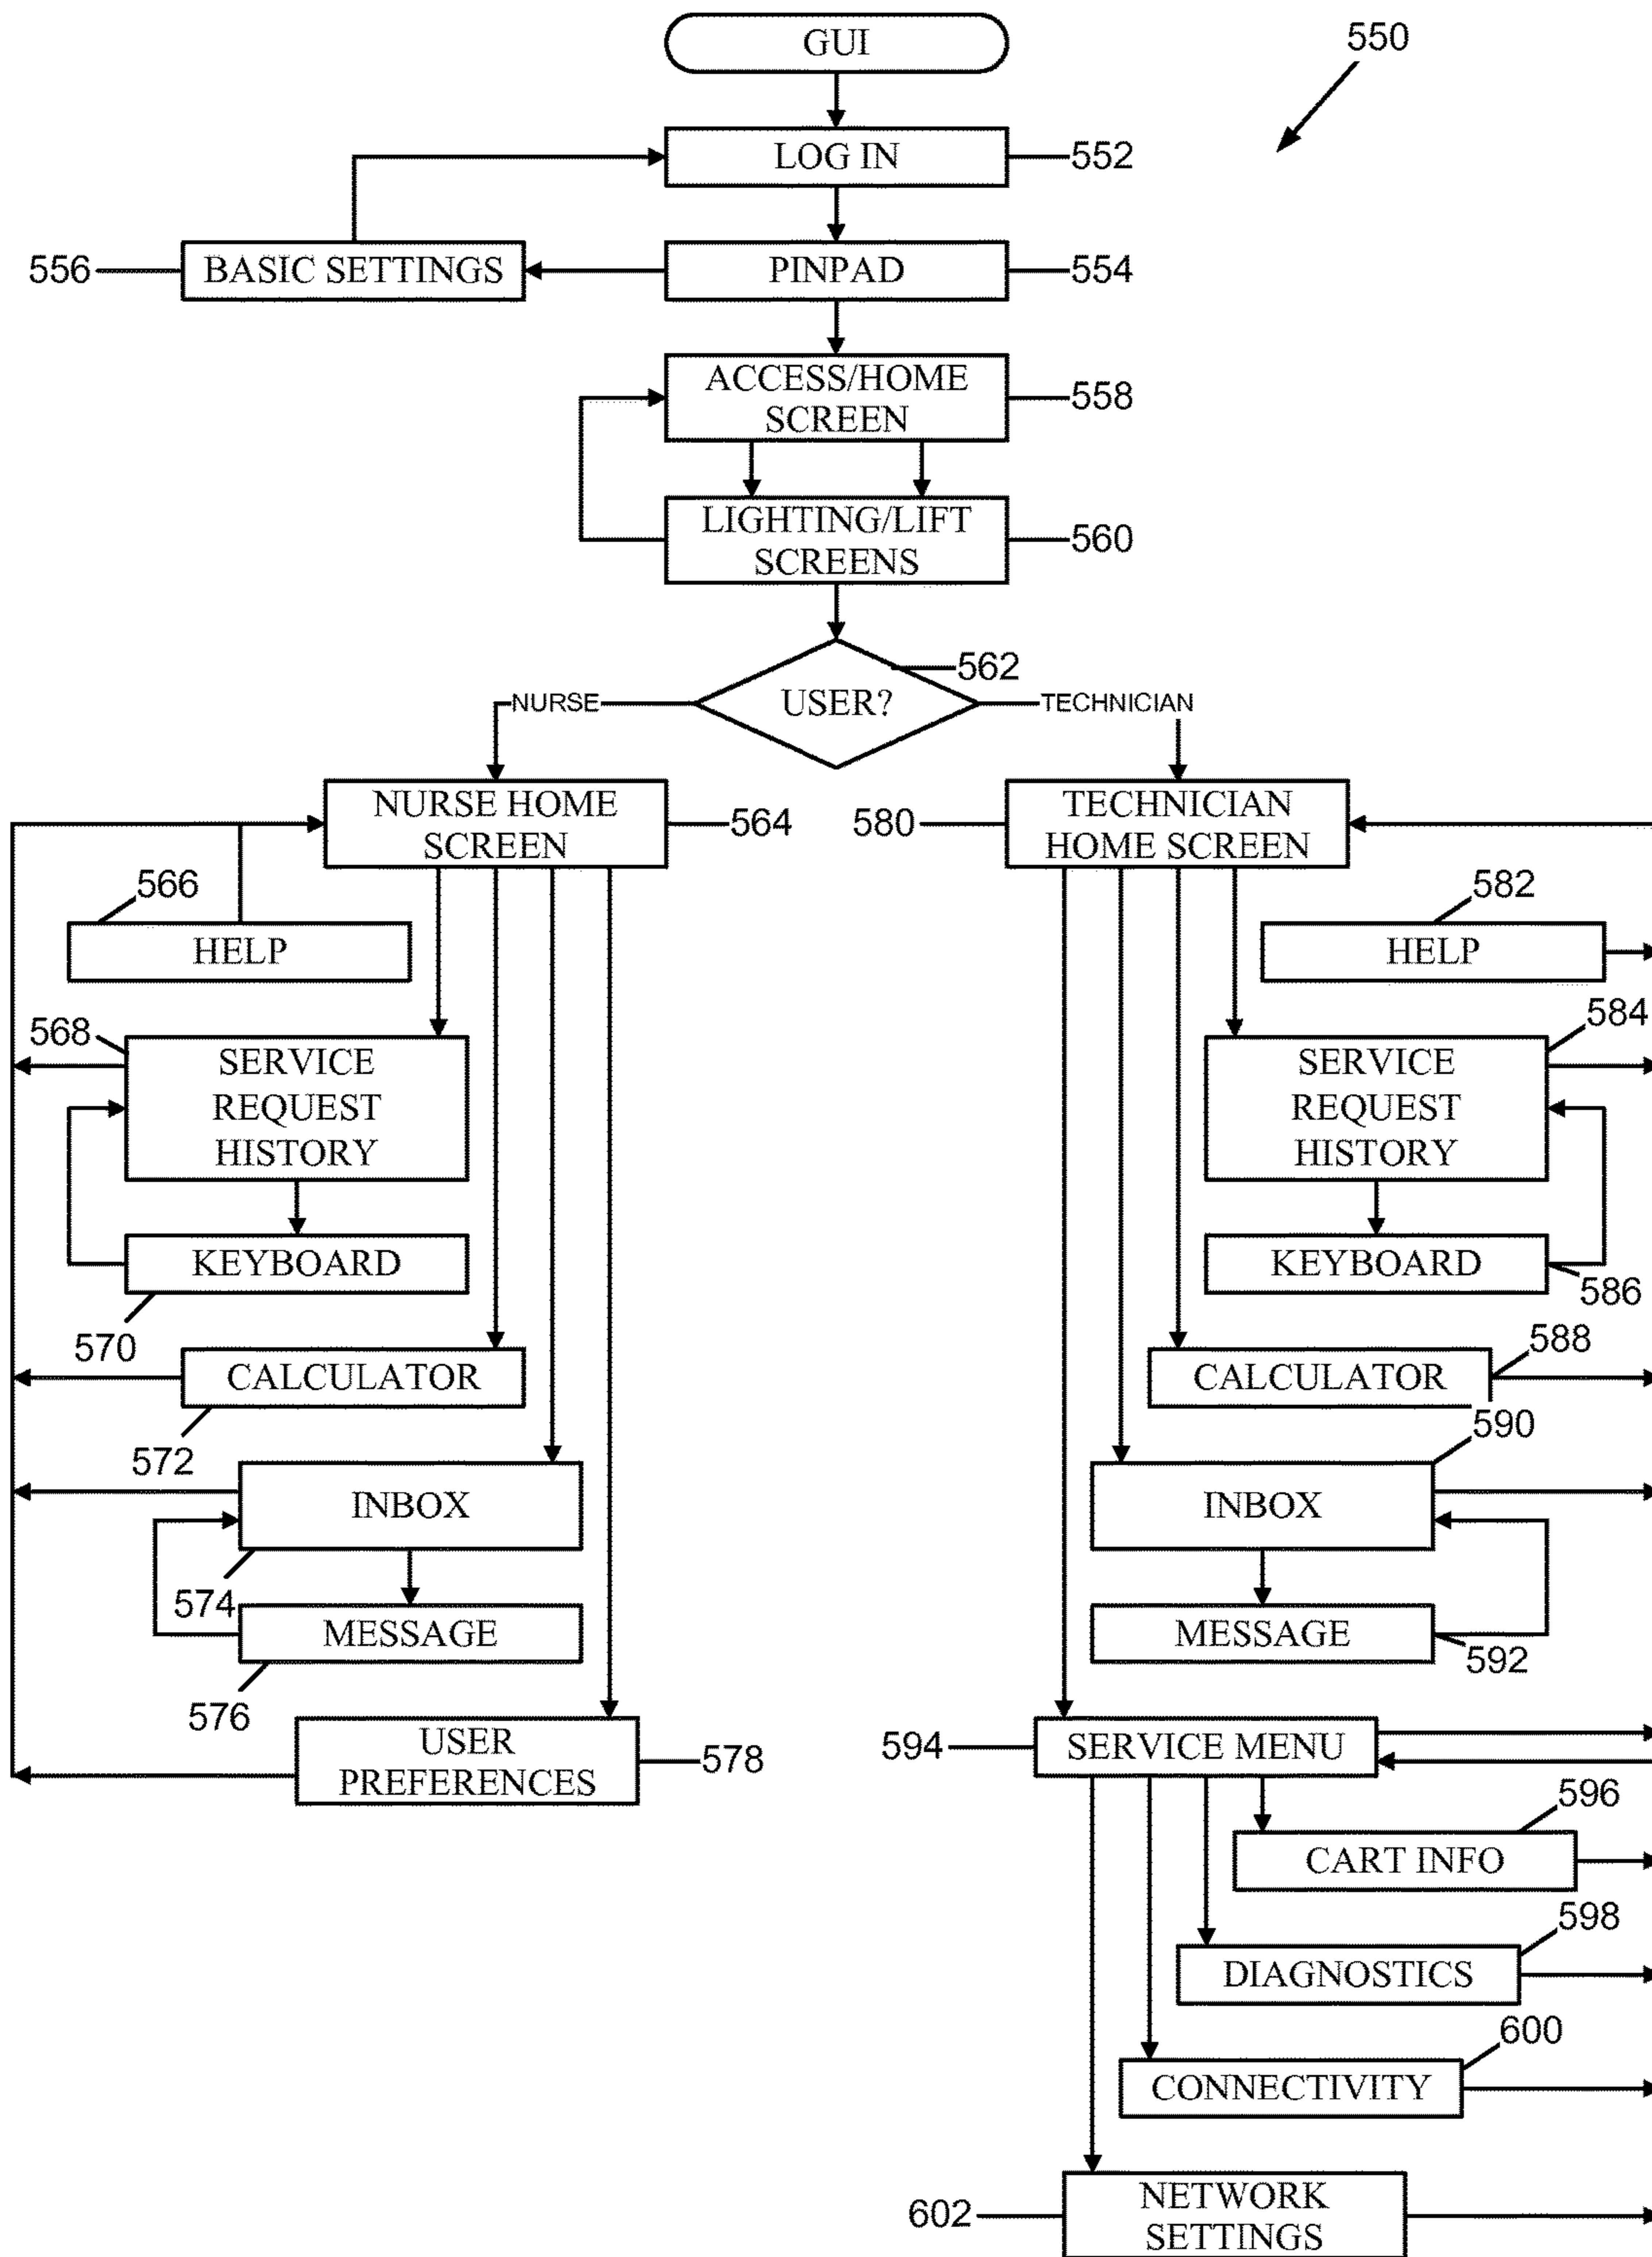 GUI
550
LOG IN
552
556
BASIC SETTINGS
PINPAD
554
ACCESS/HOME
SCREEN
558
LIGHTING/LIFT
SCREENS
560
562
USER?
NURSE
TECHNICIAN
NURSE HOME
SCREEN
564
580
TECHNICIAN
HOME SCREEN
566
HELP
582
HELP
568
SERVICE
REQUEST
HISTORY
584
SERVICE
REQUEST
HISTORY
KEYBOARD
570
KEYBOARD
586
CALCULATOR
572
588
CALCULATOR
590
INBOX
574
INBOX
MESSAGE
576
MESSAGE
592
USER
PREFERENCES
578
594
SERVICE MENU
596
CART INFO
598
DIAGNOSTICS
600
CONNECTIVITY
602
NETWORK
SETTINGS